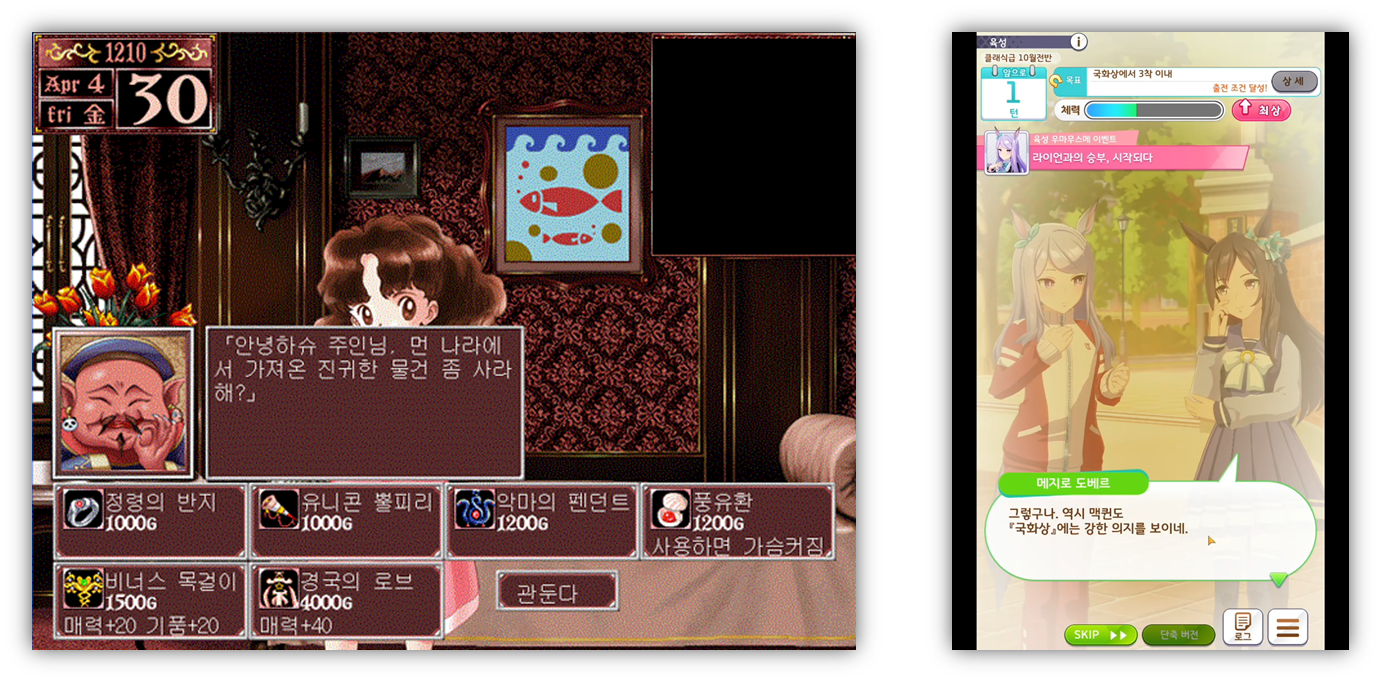 1210
Apr 4
30
fri 金
「안녕하슈 주인님. 먼 나라에
서 가져온 진귀한 물건 좀 사라
해?」
정령의 반지
1000G
유니콘 뿔피리
1000G
악마의 펜던트
1200G
풍유환
1200G
사용하면 가슴커짐
비너스 목걸이
1500G
매력+20 기품+20
경국의 로브
4000G
매력+40
관둔다
육성
i
클래식급 10월전반
앞으로
1
턴
목표
국화상에서 3착 이내
출전 조건 달성!
상세
체력
최상
육성 우마무스메 이벤트
라이언과의 승부, 시작되다
메지로 도베르
그렇구나. 역시 맥퀸도
『국화상』에는 강한 의지를 보이네.
SKIP
단축 버전
로그